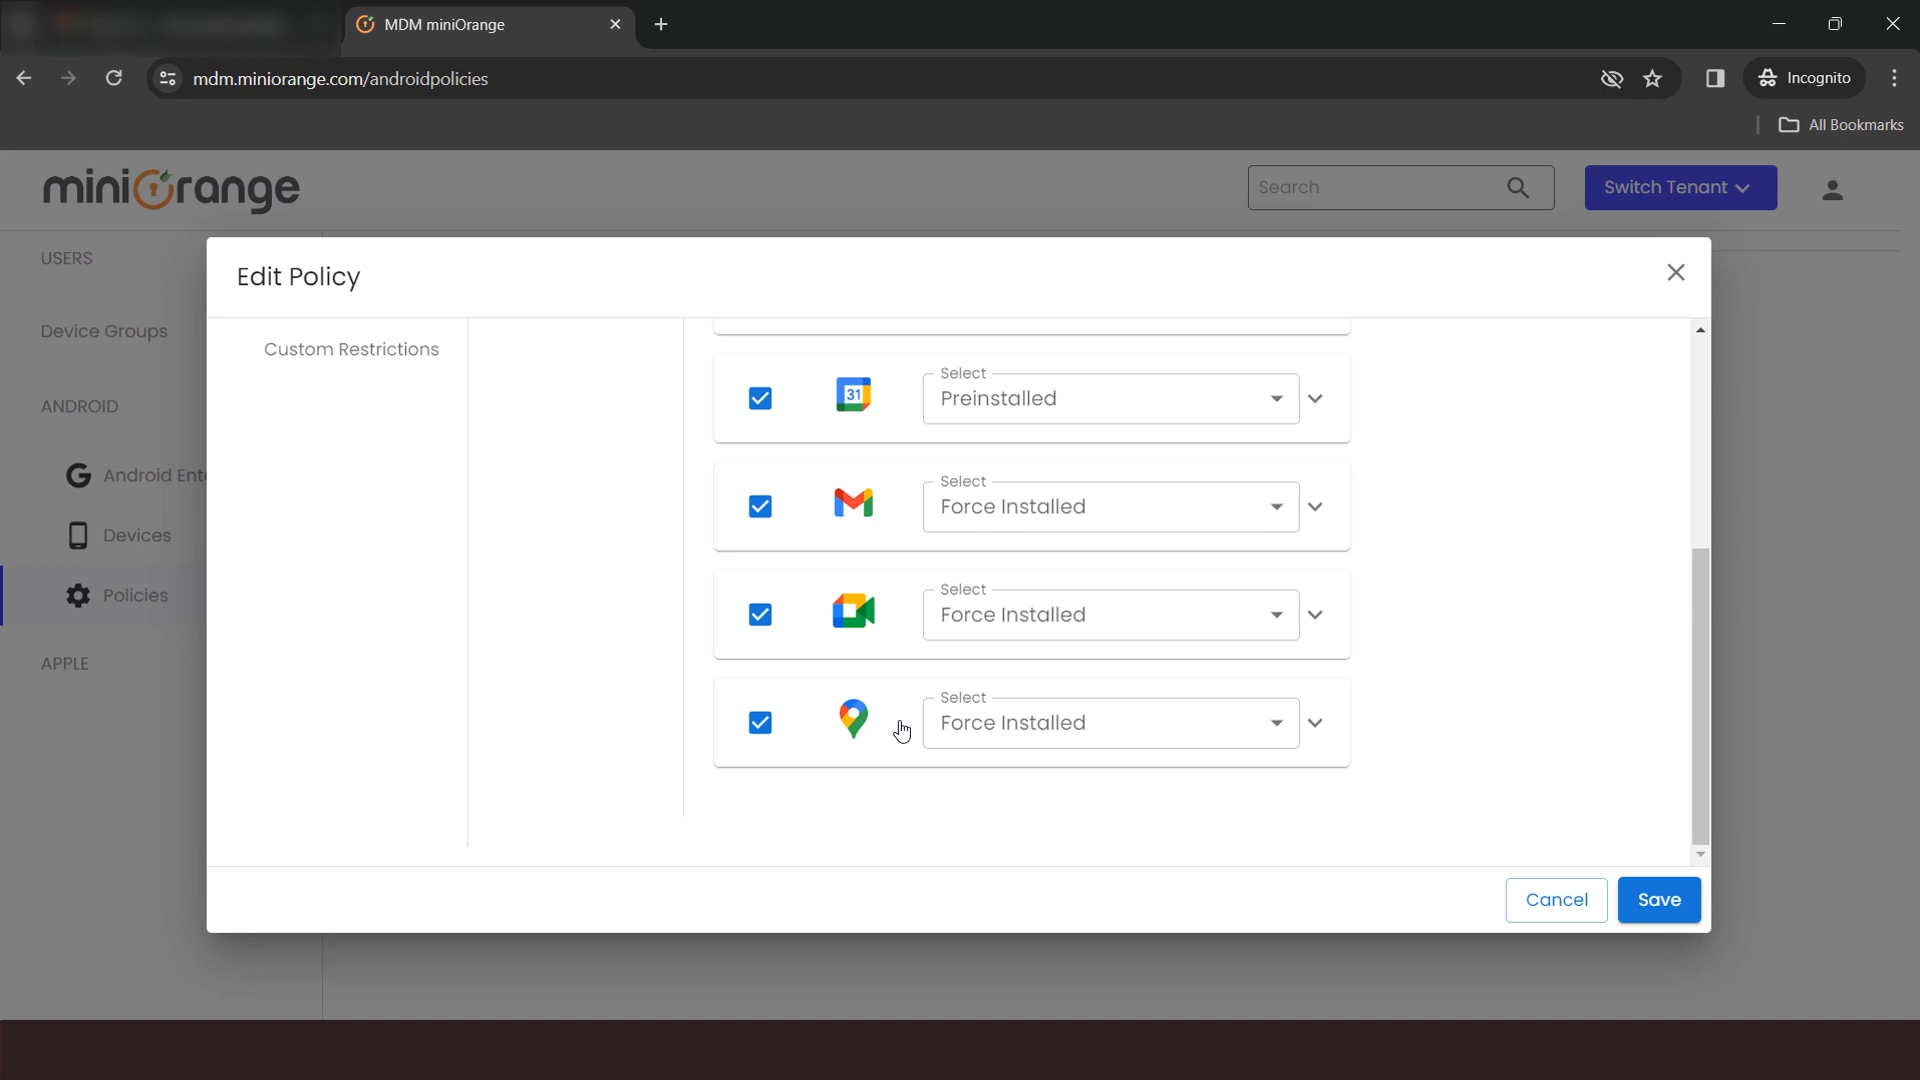 MDM miniOrange
mdm.miniorange.com/androidpolicies
Incognito
All Bookmarks
miniOrange
Search
Switch Tenant
USERS
Edit Policy
Device Groups
Custom Restrictions
ANDROID
Android Ente
Devices
Policies
APPLE
31
Select
Preinstalled
Select
Force Installed
Select
Force Installed
Select
Force Installed
Cancel
Save